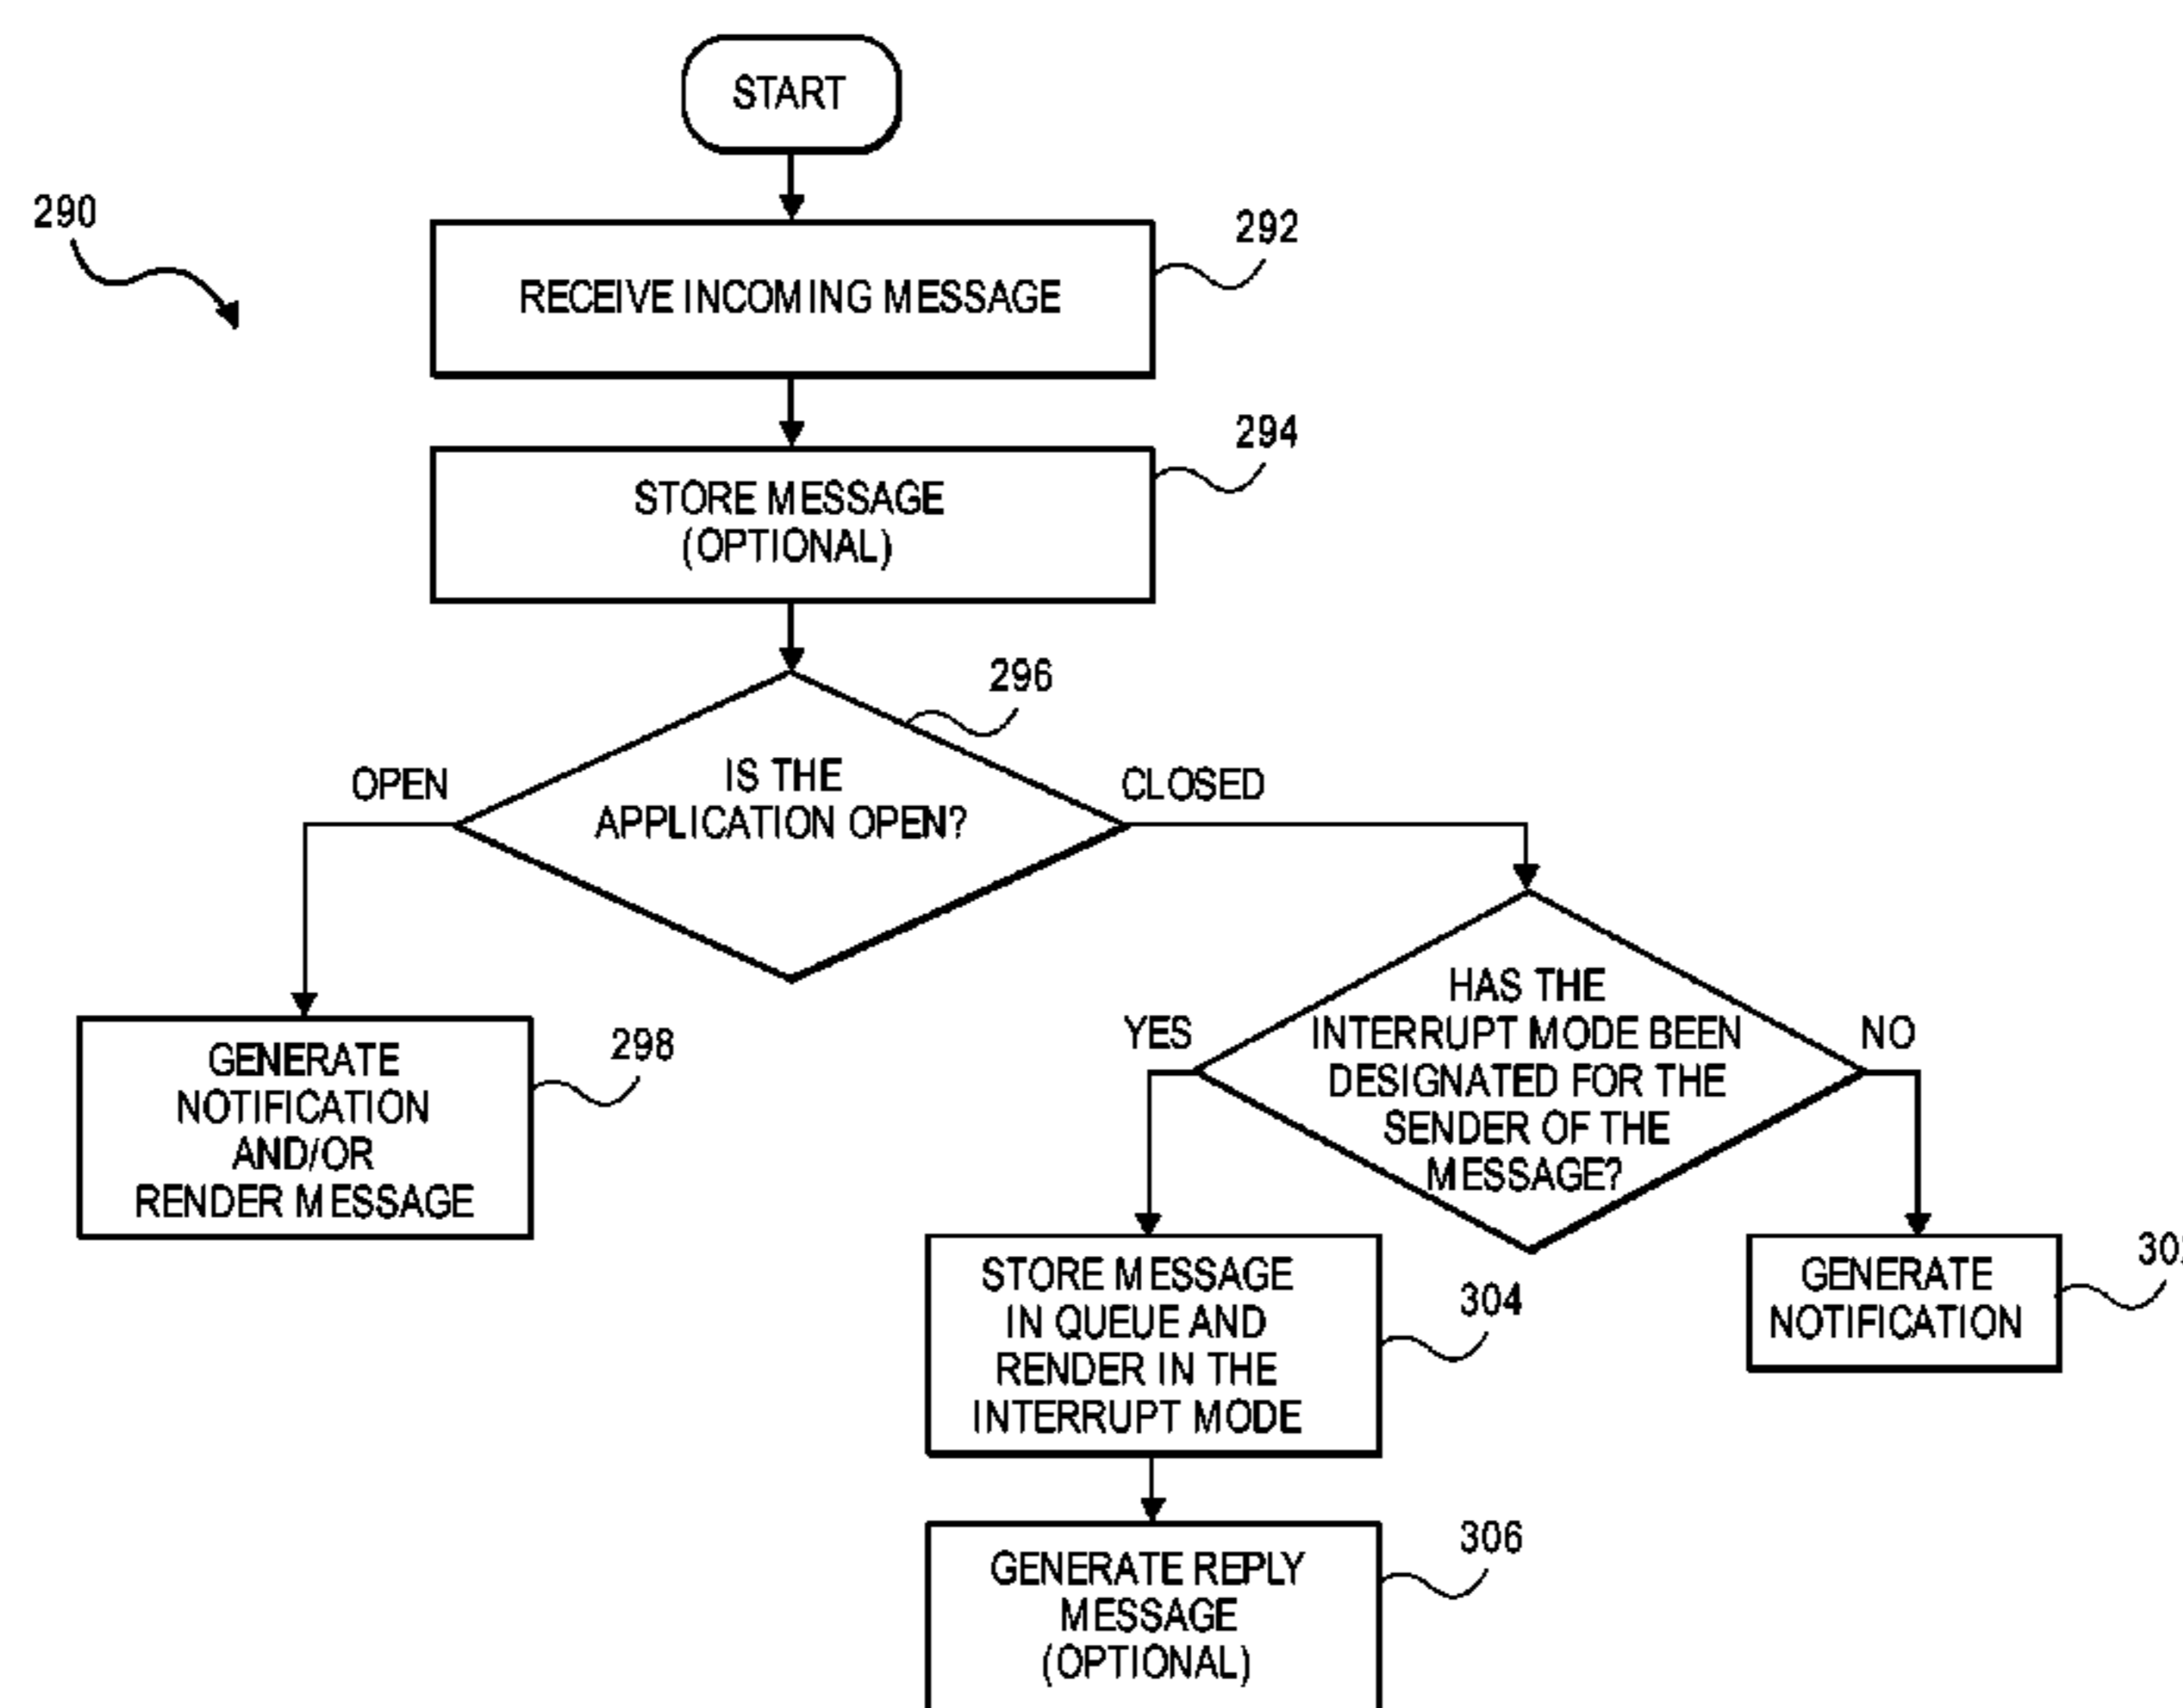 START
290
292
RECEIVE INCOMING MESSAGE
294
STORE MESSAGE
(OPTIONAL)
296
IS THE
APPLICATION OPEN?
OPEN
CLOSED
HAS THE
INTERRUPT MODE BEEN
DESIGNATED FOR THE
SENDER OF THE
MESSAGE?
YES
NO
GENERATE
NOTIFICATION
AND/OR
RENDER MESSAGE
298
STORE MESSAGE
IN QUEUE AND
RENDER IN THE
INTERRUPT MODE
304
GENERATE
NOTIFICATION
GENERATE REPLY
MESSAGE
(OPTIONAL)
306